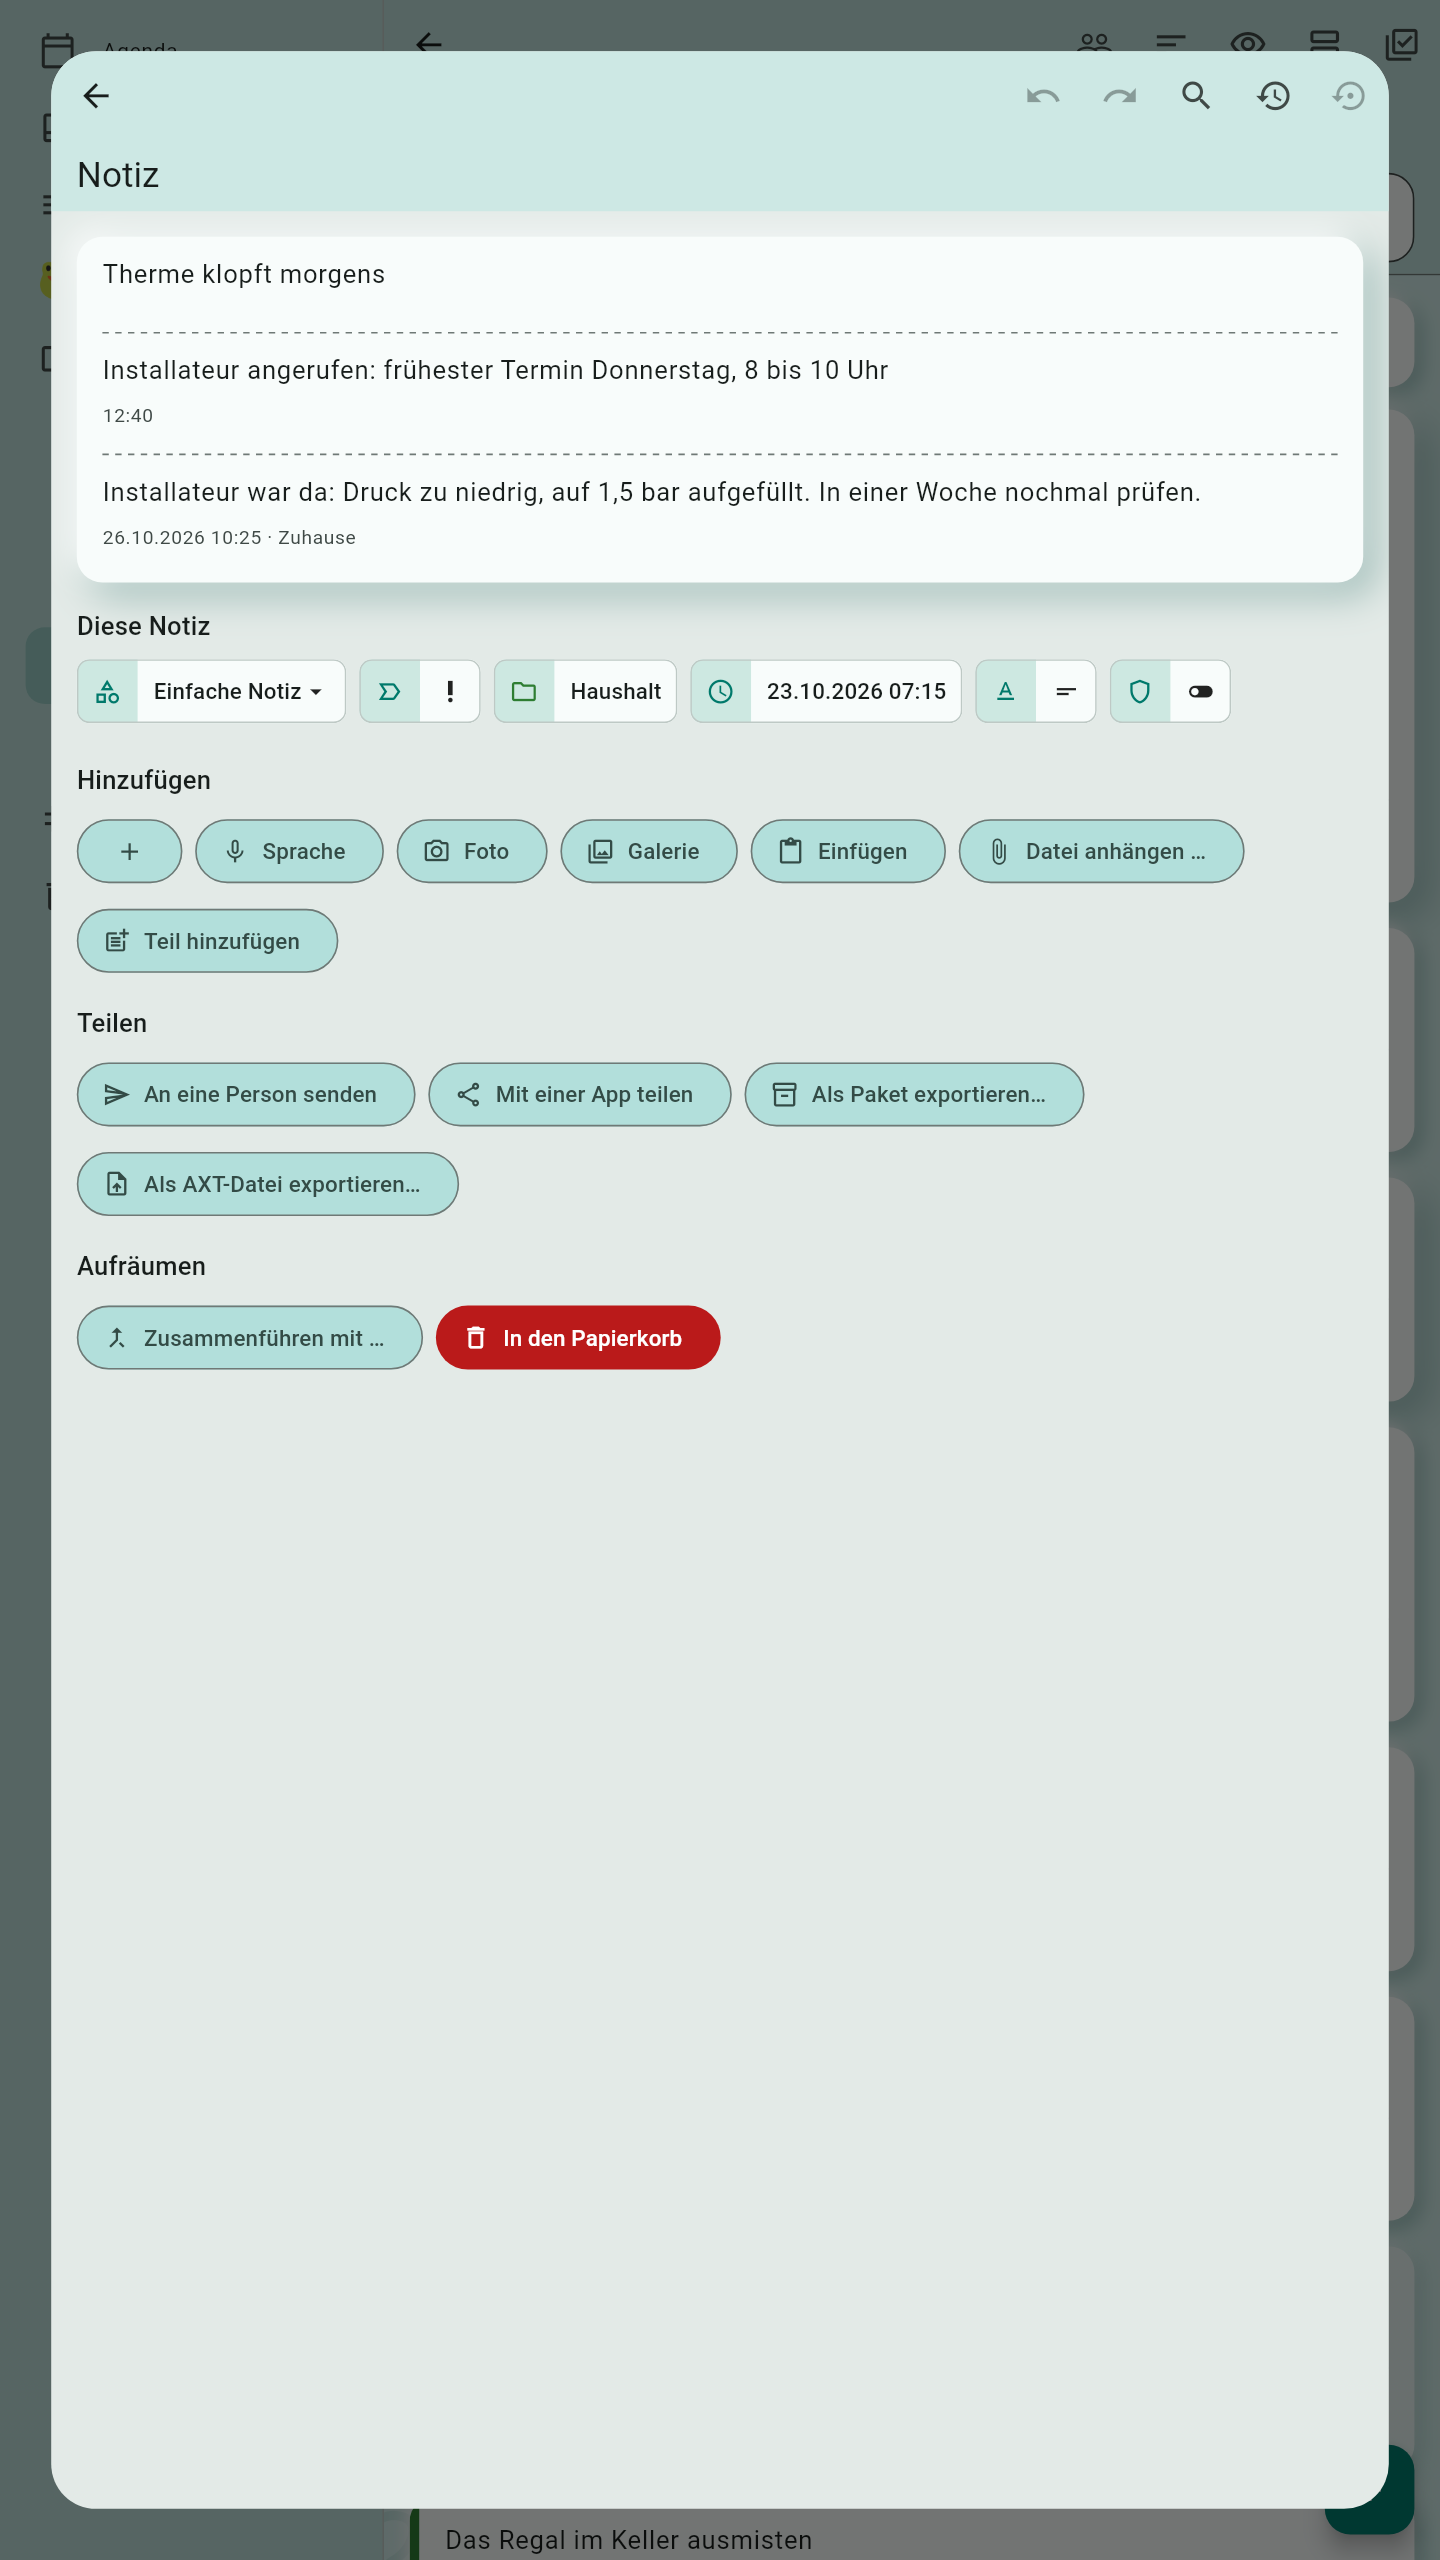 Agenda
Notiz
Therme klopft morgens
Installateur angerufen: frühester Termin Donnerstag, 8 bis 10 Uhr
12:40
Installateur war da: Druck zu niedrig, auf 1,5 bar aufgefüllt. In einer Woche nochmal prüfen.
26.10.2026 10:25 · Zuhause
Diese Notiz
Einfache Notiz
Haushalt
23.10.2026 07:15
Hinzufügen
Sprache
Foto
Galerie
Einfügen
Datei anhängen ...
Teil hinzufügen
Teilen
An eine Person senden
Mit einer App teilen
Als Paket exportieren...
Als AXT-Datei exportieren...
Aufräumen
Zusammenführen mit ...
In den Papierkorb
Das Regal im Keller ausmisten